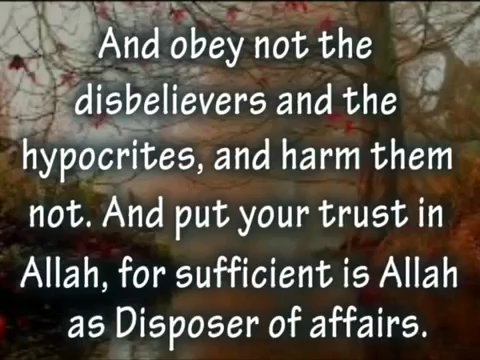 And obey not the
disbelievers and the
hypocrites, and harm them
not. And put your trust in
Allah, for sufficient is Allah
as Disposer of affairs.